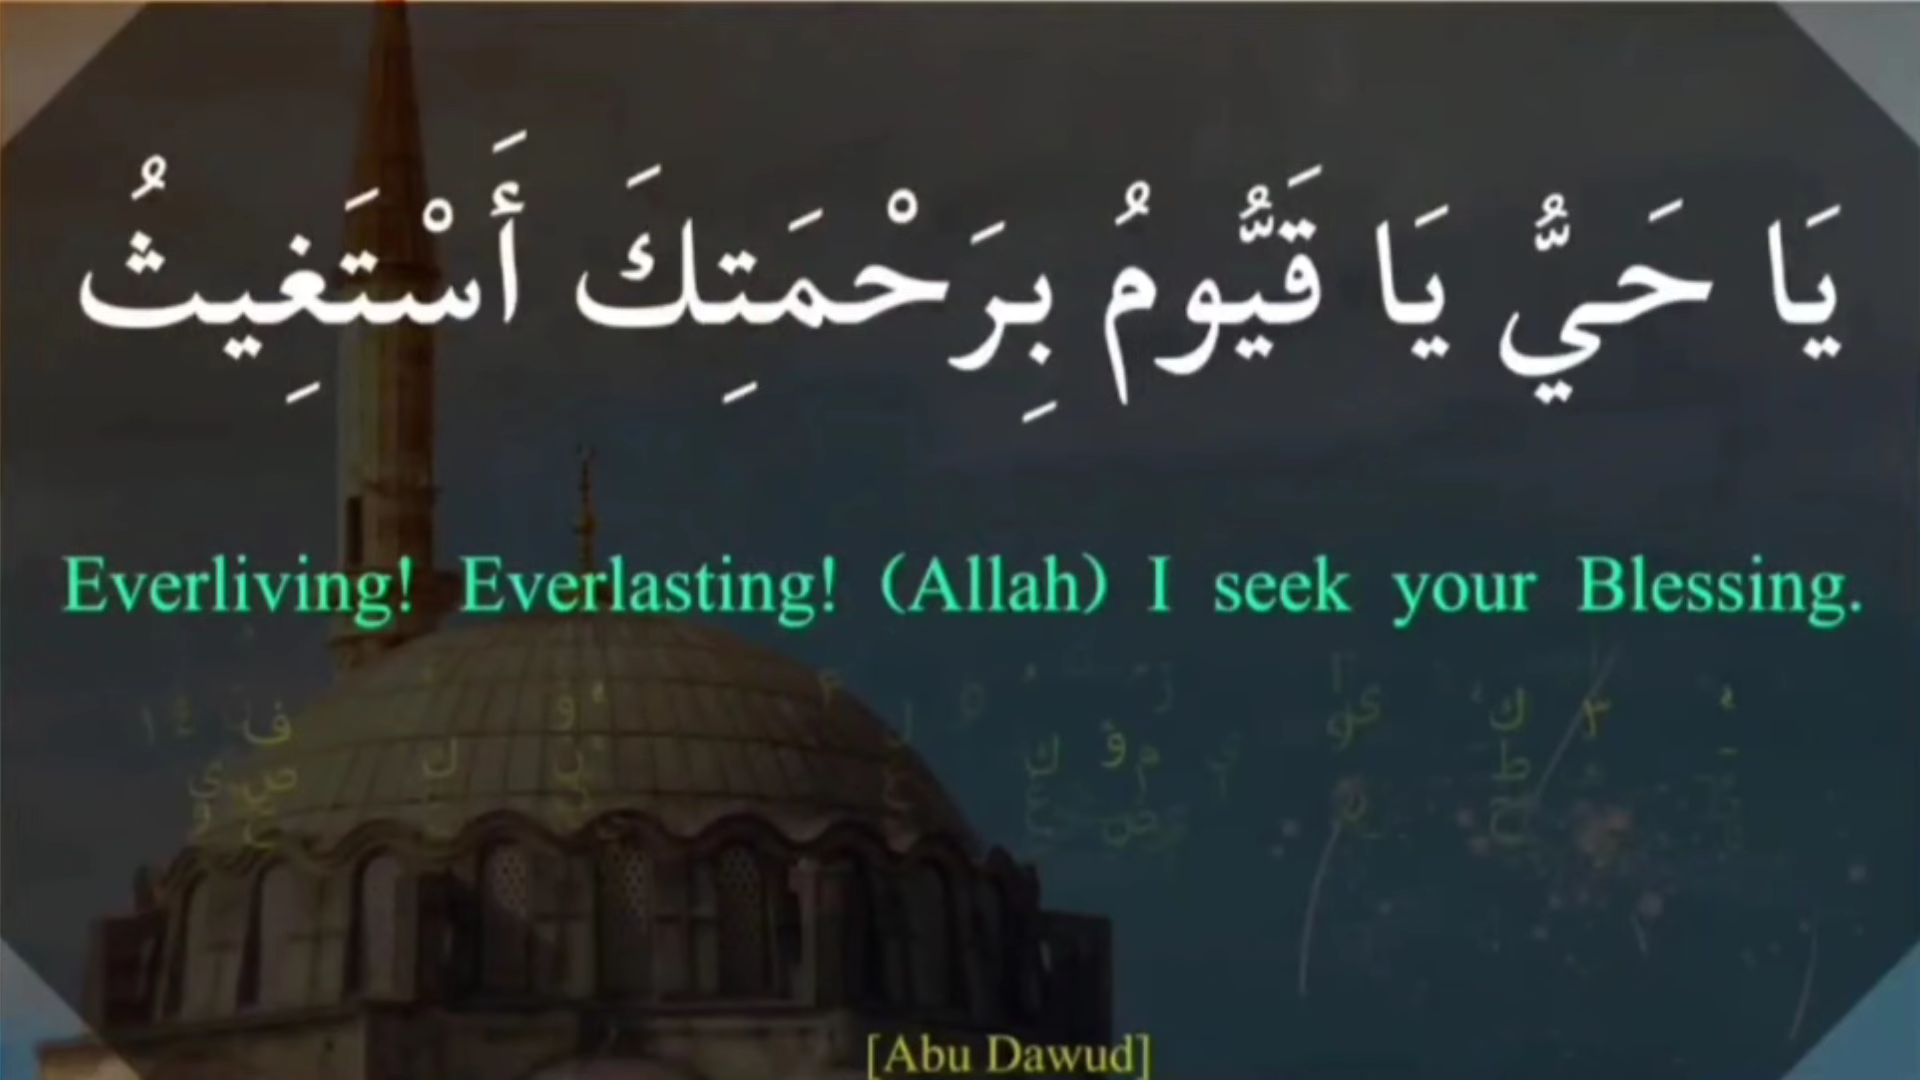 يَا حَيُّ يَا قَيُّومُ بِرَحْمَتِكَ أَسْتَغِيثُ
Everliving! Everlasting! (Allah) I seek your Blessing.
[Abu Dawud]